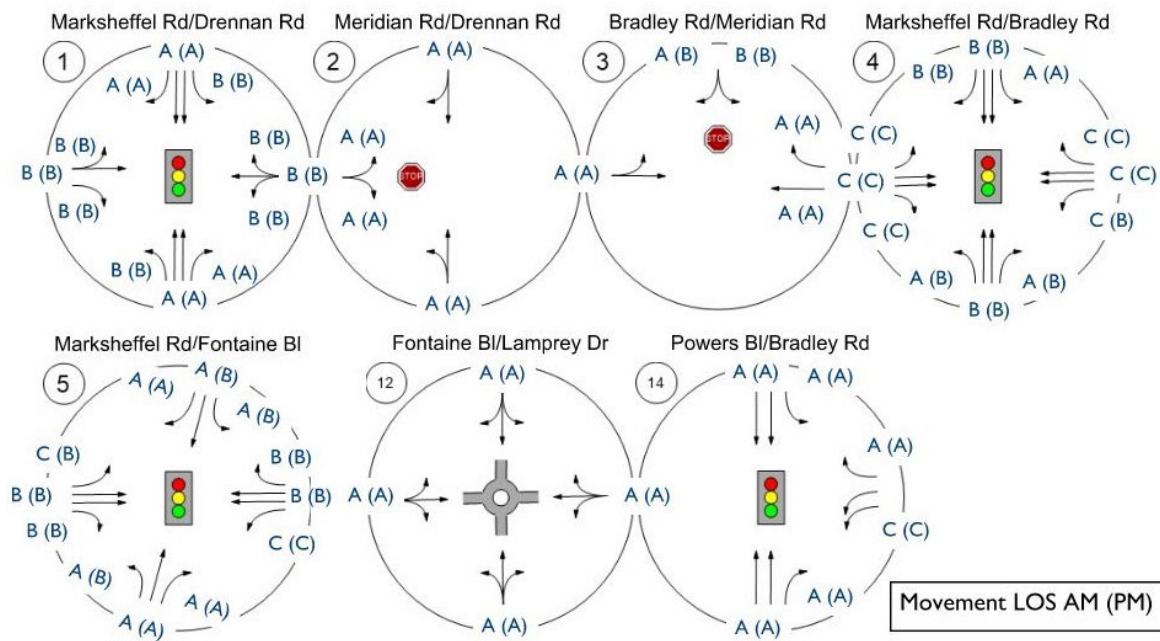 Marksheffel Rd/Drennan Rd
1
A (A)
A (A)
B (B)
B (B)
B (B)
B (B)
B (B)
B (B)
B (B)
B (B)
A (A)
A (A)
Meridian Rd/Drennan Rd
2
A (A)
A (A)
STOP
A (A)
A (A)
Bradley Rd/Meridian Rd
3
A (B)
B (B)
STOP
A (A)
A (A)
A (A)
Marksheffel Rd/Bradley Rd
4
B (B)
B (B)
A (A)
C (C)
C (C)
C (C)
C (C)
C (C)
C (B)
A (B)
A (B)
B (B)
Marksheffel Rd/Fontaine Bl
5
A (B)
A (A)
A (B)
C (B)
B (B)
B (B)
B (B)
B (B)
C (C)
A (B)
A (A)
A (A)
Fontaine Bl/Lamprey Dr
12
A (A)
A (A)
A (A)
A (A)
Powers Bl/Bradley Rd
14
A (A)
A (A)
A (A)
C (C)
A (A)
A (A)
Movement LOS AM (PM)